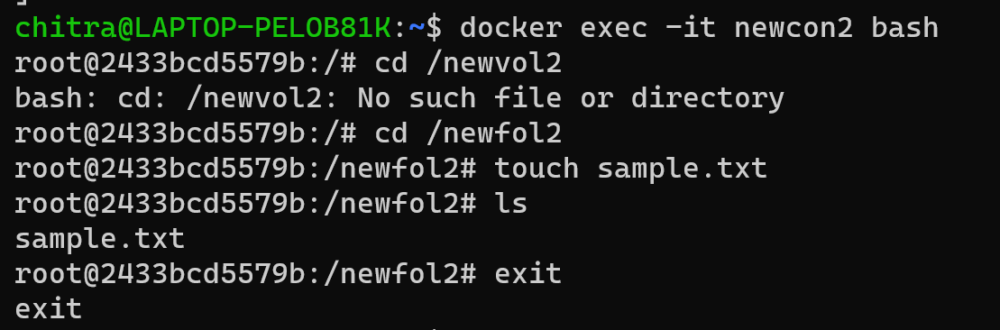 chitra@LAPTOP-PELOB81K:~$ docker exec -it newcon2 bash
root@2433bcd5579b:/# cd /newvol2
bash: cd: /newvol2: No such file or directory
root@2433bcd5579b:/# cd /newfol2
root@2433bcd5579b:/newfol2# touch sample.txt
root@2433bcd5579b:/newfol2# ls
sample.txt
root@2433bcd5579b:/newfol2# exit
exit